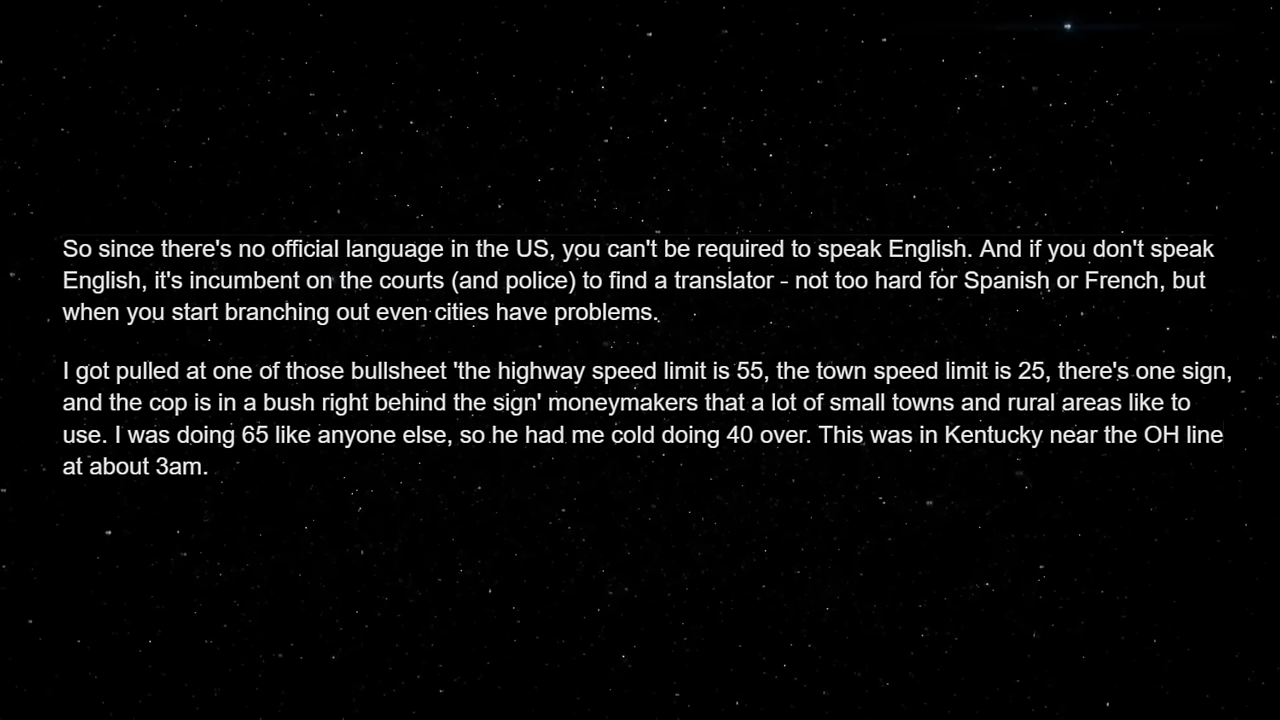 So since there's no official language in the US, you can't be required to speak English. And if you don't speak
English, it's incumbent on the courts (and police) to find a translator - not too hard for Spanish or French, but
when you start branching out even cities have problems.
I got pulled at one of those bullsheet 'the highway speed limit is 55, the town speed limit is 25, there's one sign,
and the cop is in a bush right behind the sign' moneymakers that a lot of small towns and rural areas like to
use. I was doing 65 like anyone else, so he had me cold doing 40 over. This was in Kentucky near the OH line
at about 3am.